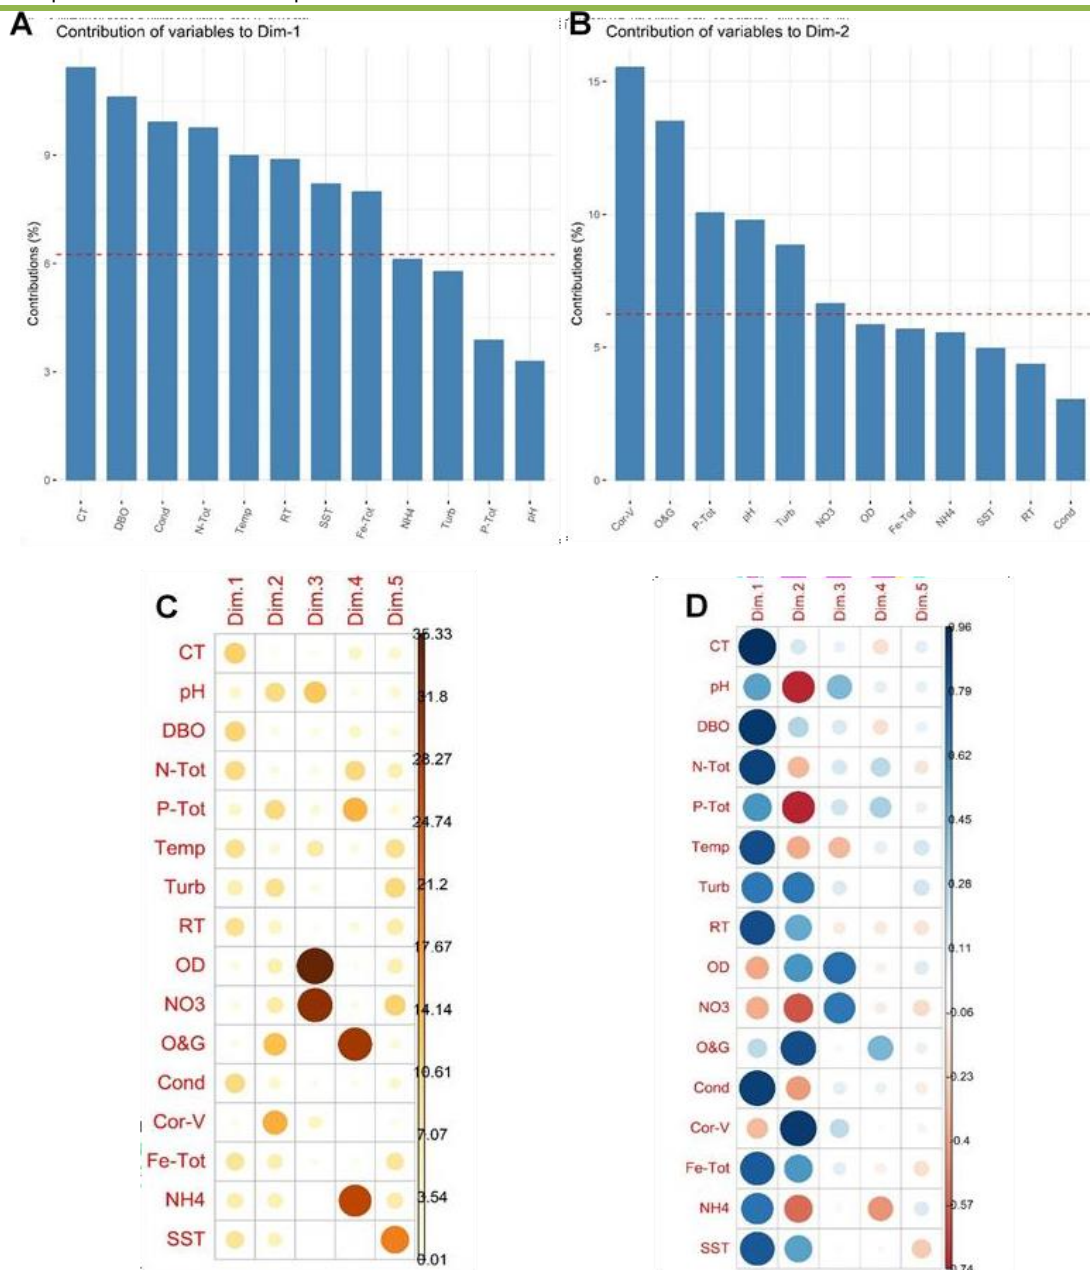 A
Contribution of variables to Dim-1
Contributions (%)
9
6
3
0
CT DBO Cond N-Tot Temp RT SST Fe-Tot NH4 Turb P-Tot pH
B
Contribution of variables to Dim-2
Contributions (%)
15
10
5
0
Cor-V O&G P-Tot pH Turb NO3 OD Fe-Tot NH4 SST RT Cond
C
Dim.1 Dim.2 Dim.3 Dim.4 Dim.5
CT
pH
DBO
N-Tot
P-Tot
Temp
Turb
RT
OD
NO3
O&G
Cond
Cor-V
Fe-Tot
NH4
SST
35.33
31.8
28.27
24.74
21.2
17.67
14.14
10.61
7.07
3.54
0.01
D
Dim.1 Dim.2 Dim.3 Dim.4 Dim.5
CT
pH
DBO
N-Tot
P-Tot
Temp
Turb
RT
OD
NO3
O&G
Cond
Cor-V
Fe-Tot
NH4
SST
0.96
0.79
0.62
0.45
0.28
0.11
-0.06
-0.23
-0.4
-0.57
-0.74